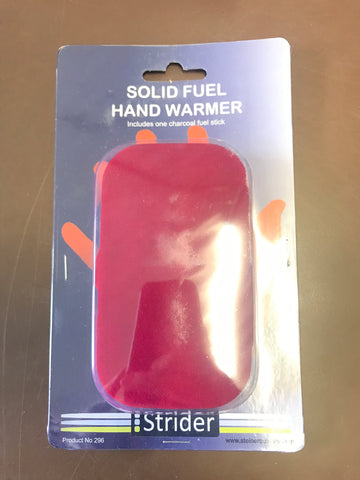 SOLID FUEL
HAND WARMER
Includes one charcoal fuel stick
Strider
Product No 296